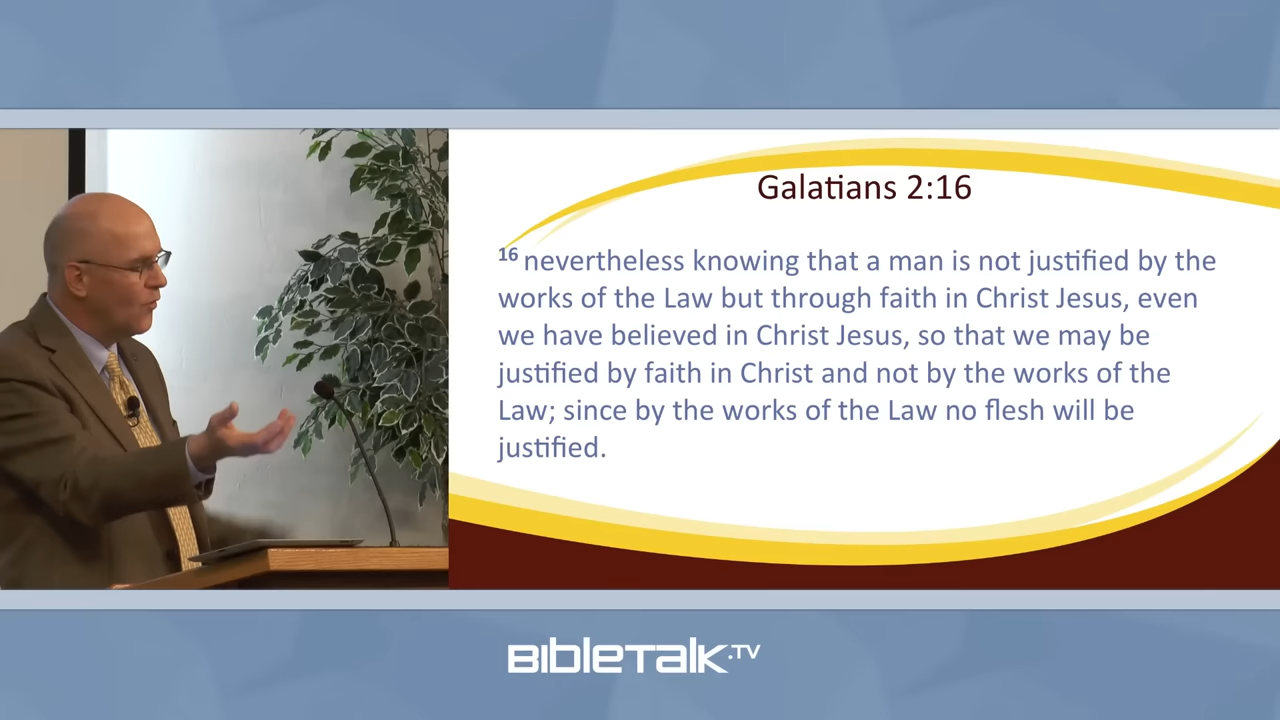 Galatians 2:16
16 nevertheless knowing that a man is not justified by the
works of the Law but through faith in Christ Jesus, even
we have believed in Christ Jesus, so that we may be
justified by faith in Christ and not by the works of the
Law; since by the works of the Law no flesh will be
justified.
BIBLETALK.TV